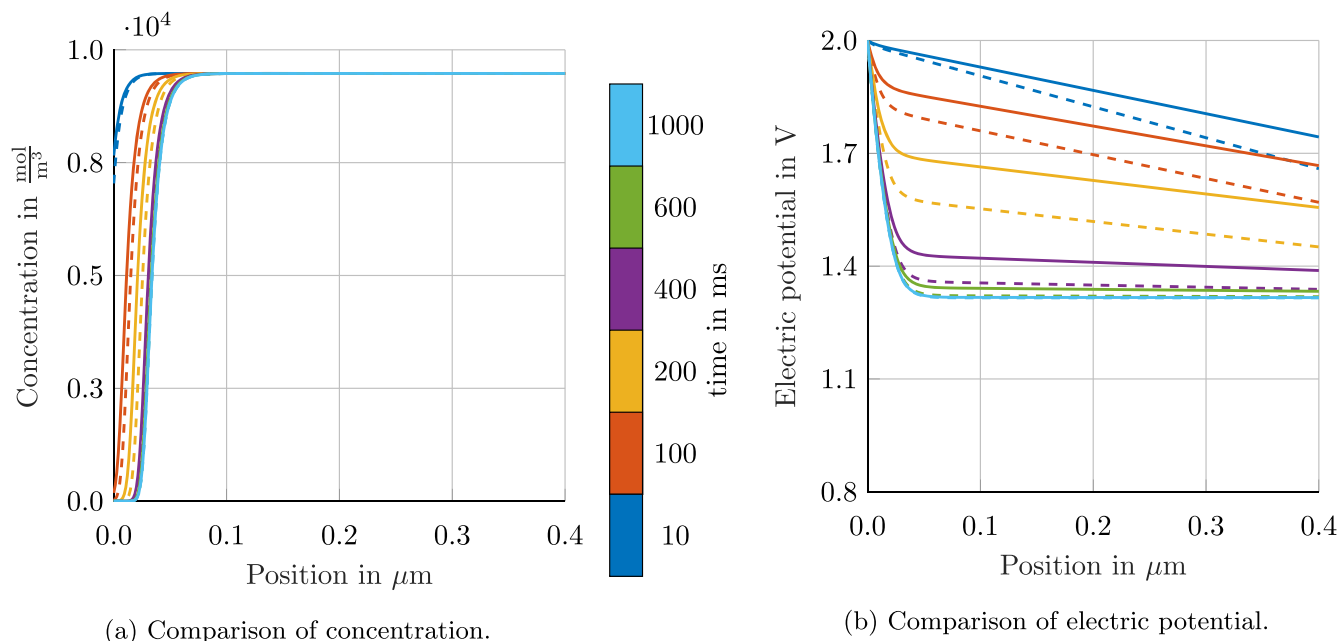 ·10⁴
1.0
0.8
0.5
0.3
0.0
Concentration in mol/m³
0.0 0.1 0.2 0.3 0.4
Position in μm
(a) Comparison of concentration.
1000
600
400
200
100
10
time in ms
2.0
1.7
1.4
1.1
0.8
Electric potential in V
0.0 0.1 0.2 0.3 0.4
Position in μm
(b) Comparison of electric potential.